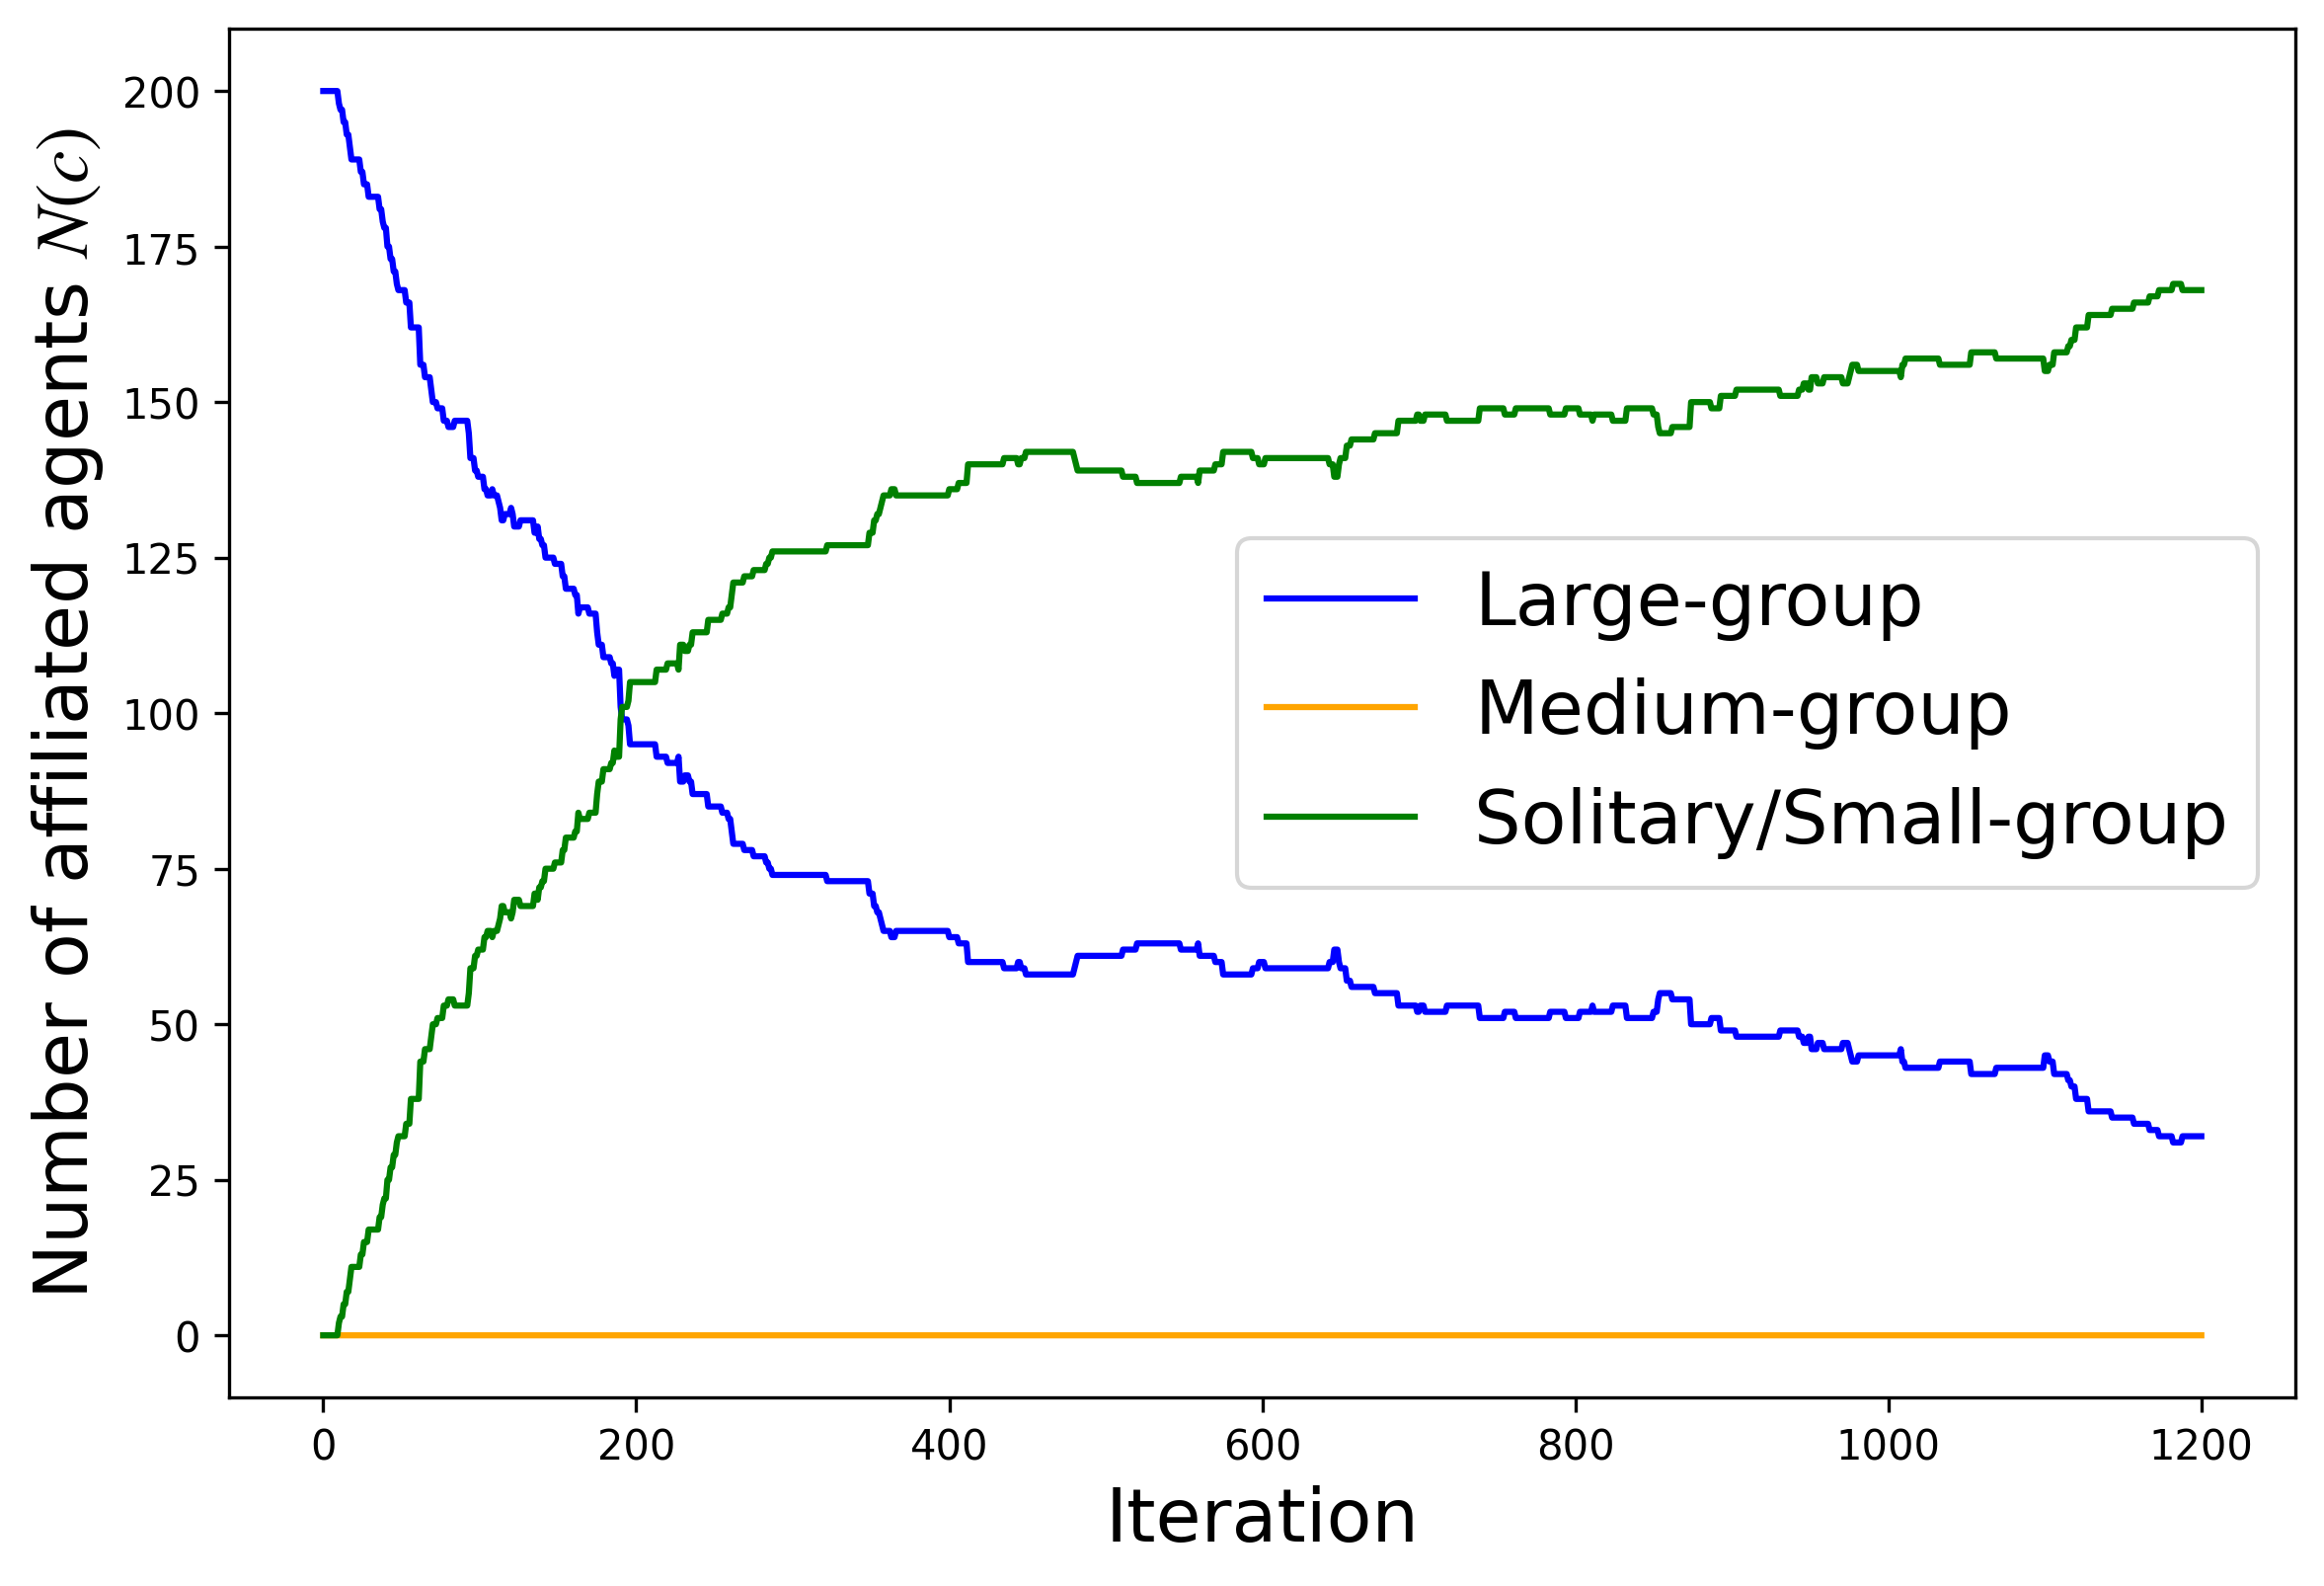 Number of affiliated agents N(c)
200
175
150
125
100
75
50
25
0
Large-group
Medium-group
Solitary/Small-group
0 200 400 600 800 1000 1200
Iteration